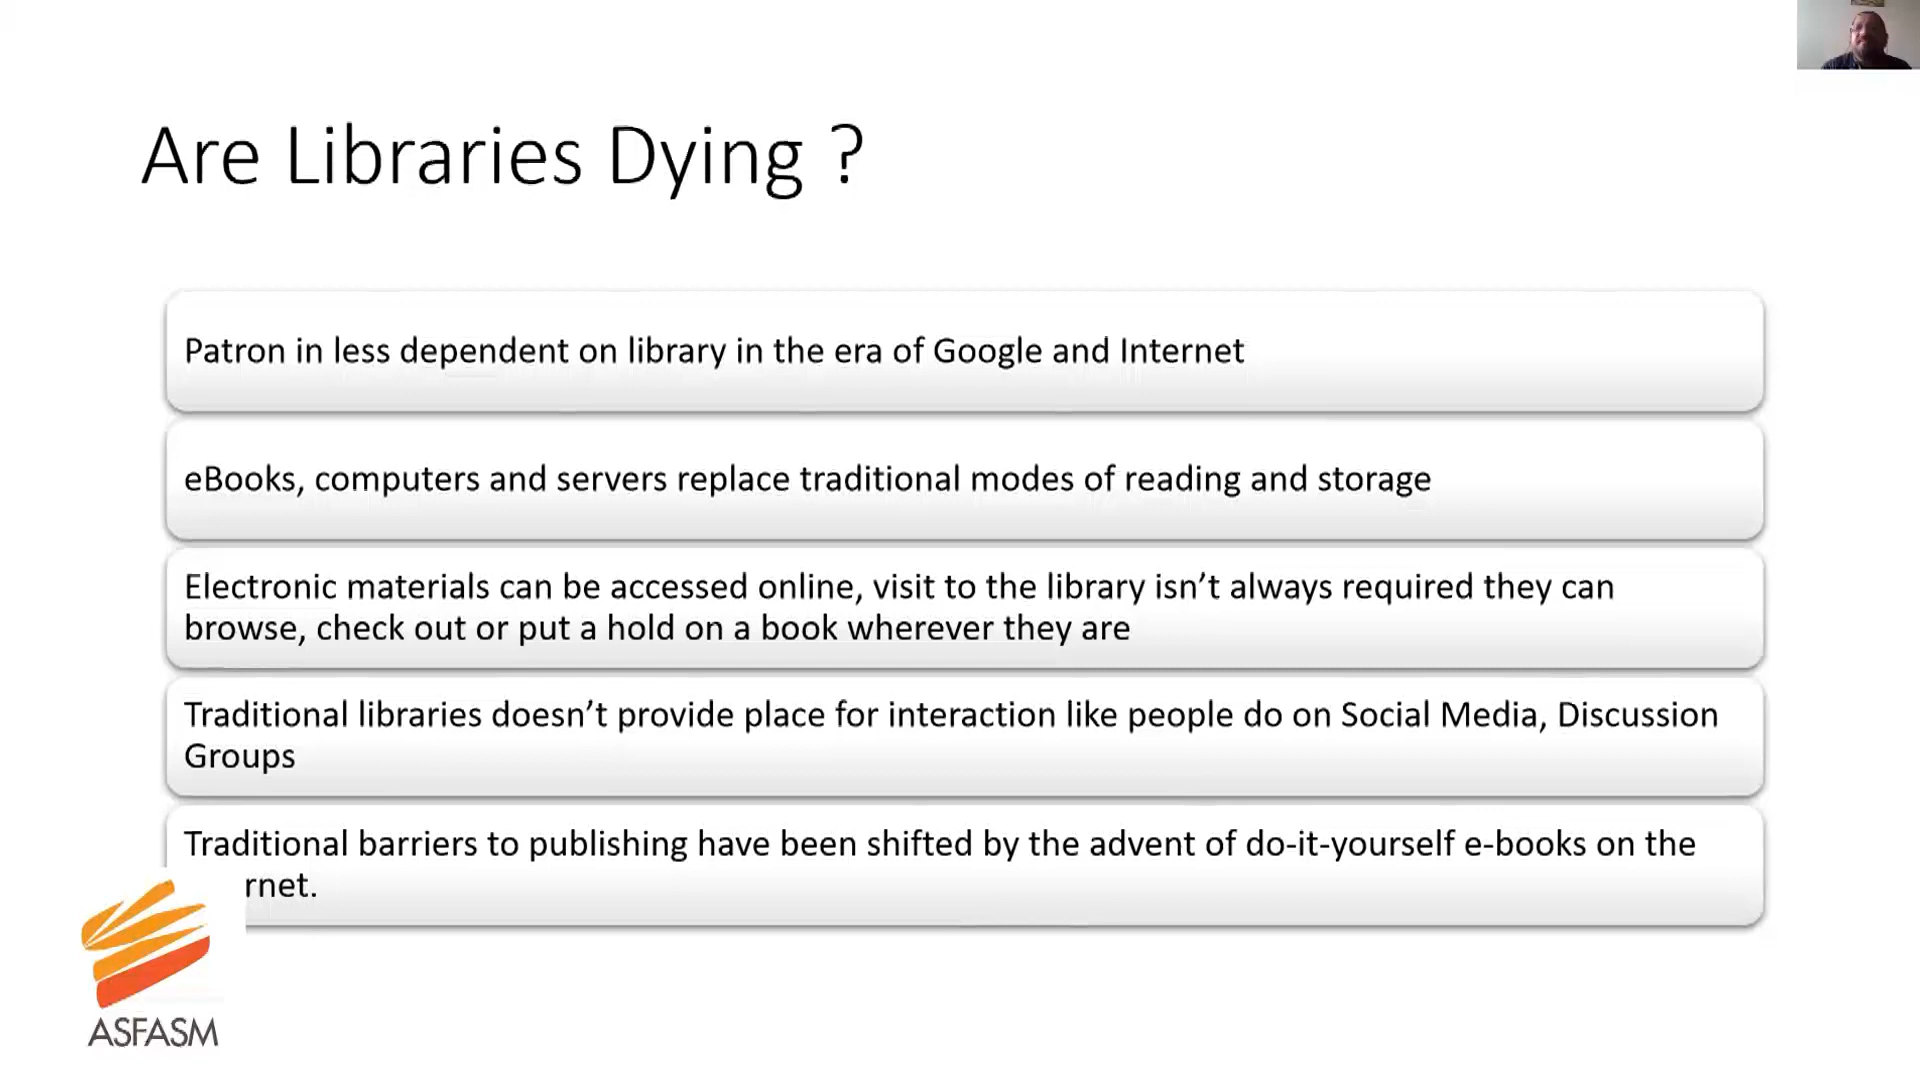 Are Libraries Dying ?
Patron in less dependent on library in the era of Google and Internet
eBooks, computers and servers replace traditional modes of reading and storage
Electronic materials can be accessed online, visit to the library isn’t always required they can
browse, check out or put a hold on a book wherever they are
Traditional libraries doesn’t provide place for interaction like people do on Social Media, Discussion
Groups
Traditional barriers to publishing have been shifted by the advent of do-it-yourself e-books on the
rnet.
ASFASM